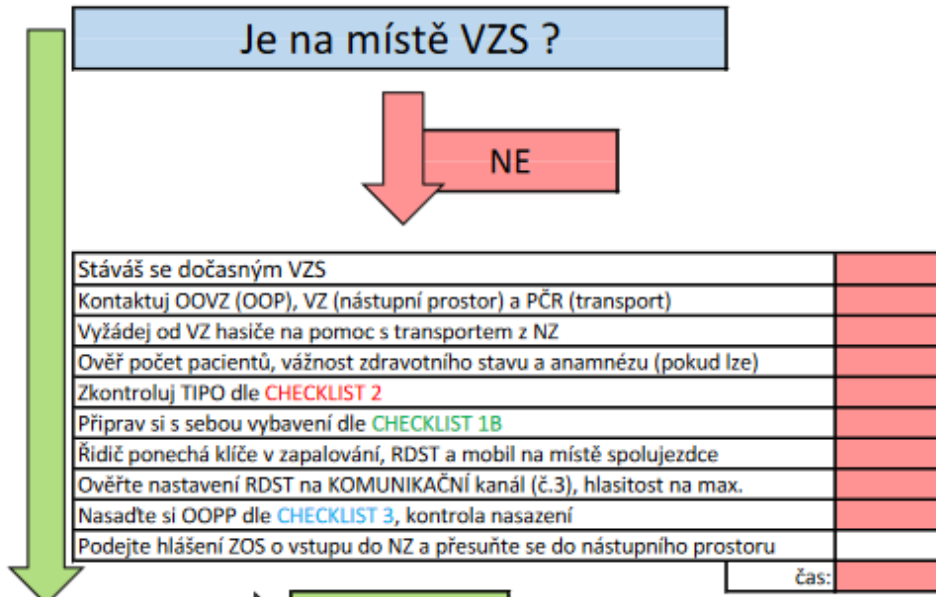 Je na místě VZS ?
NE
Stáváš se dočasným VZS
Kontaktuj OOVZ (OOP), VZ (nástupní prostor) a PČR (transport)
Vyžádej od VZ hasiče na pomoc s transportem z NZ
Ověř počet pacientů, vážnost zdravotního stavu a anamnézu (pokud lze)
Zkontroluj TIPO dle CHECKLIST 2
Připrav si s sebou vybavení dle CHECKLIST 1B
Řidič ponechá klíče v zapalování, RDST a mobil na místě spolujezdce
Ověřte nastavení RDST na KOMUNIKAČNÍ kanál (č.3), hlasitost na max.
Nasaďte si OOPP dle CHECKLIST 3, kontrola nasazení
Podejte hlášení ZOS o vstupu do NZ a přesuňte se do nástupního prostoru
čas: